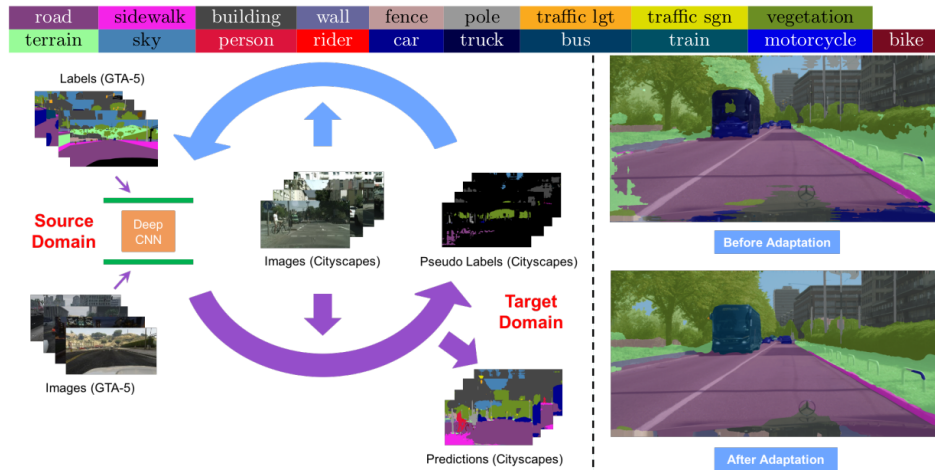 road sidewalk building wall fence pole traffic lgt traffic sgn vegetation
terrain sky person rider car truck bus train motorcycle bike
Labels (GTA-5)
Source
Domain
Deep
CNN
Images (GTA-5)
Images (Cityscapes)
Pseudo Labels (Cityscapes)
Target
Domain
Predictions (Cityscapes)
Before Adaptation
After Adaptation